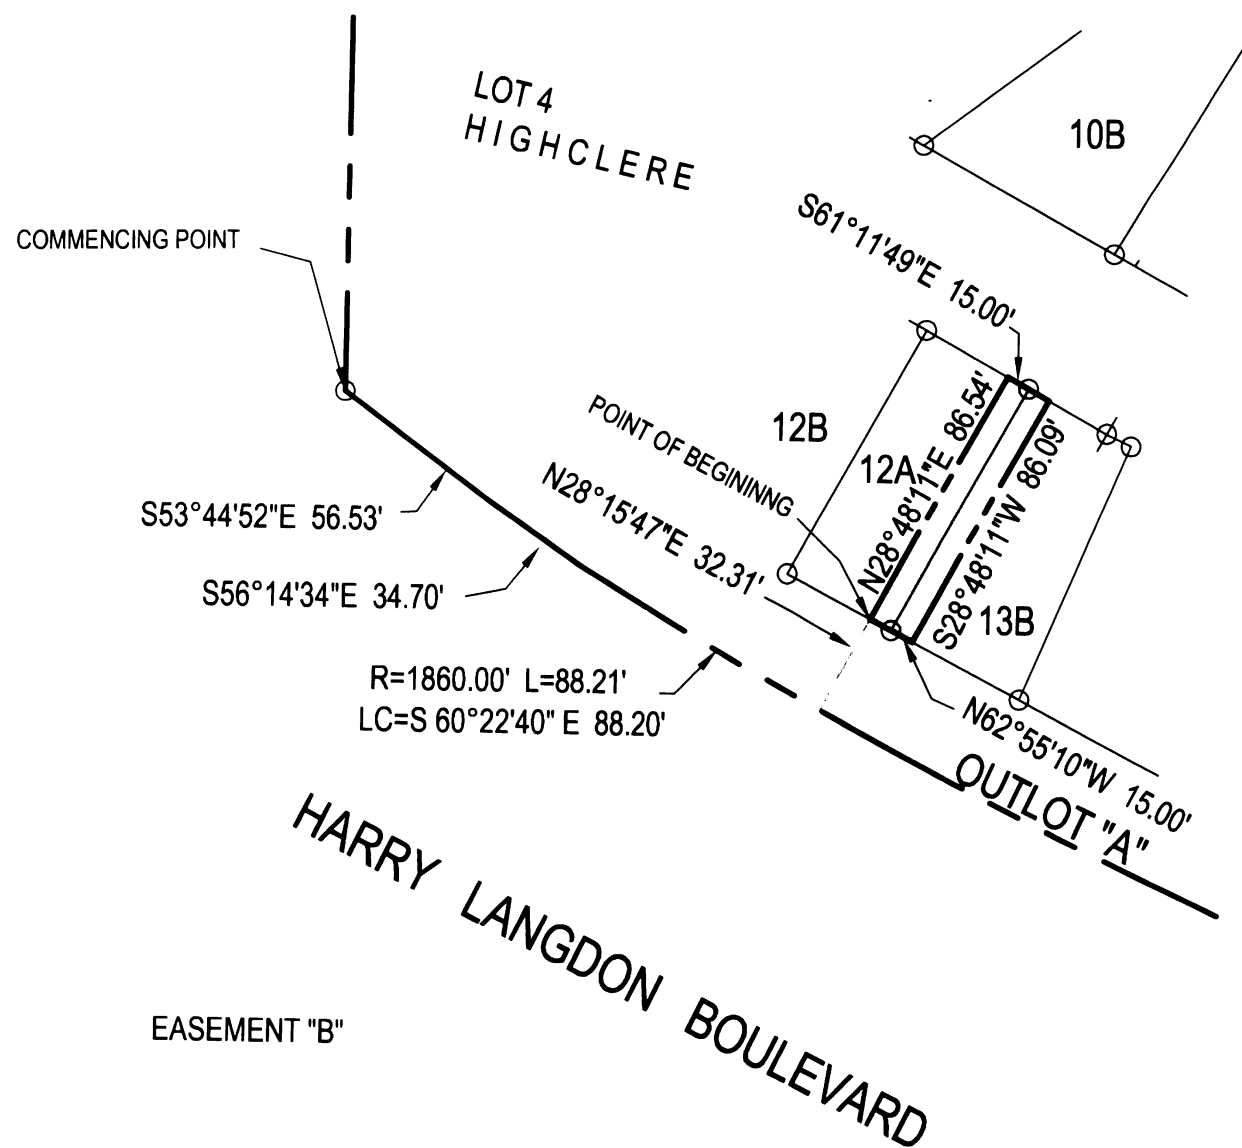 LOT 4
HIGHCLERE
10B
S61°11'49"E 15.00'
COMMENCING POINT
12B
12A
POINT OF BEGININNG
N28°48'11"E 86.54'
S28°48'11"W 86.09'
N28°15'47"E 32.31'
S53°44'52"E 56.53'
S56°14'34"E 34.70'
13B
R=1860.00' L=88.21'
LC=S 60°22'40" E 88.20'
N62°55'10"W 15.00'
OUTLOT "A"
HARRY LANGDON BOULEVARD
EASEMENT "B"